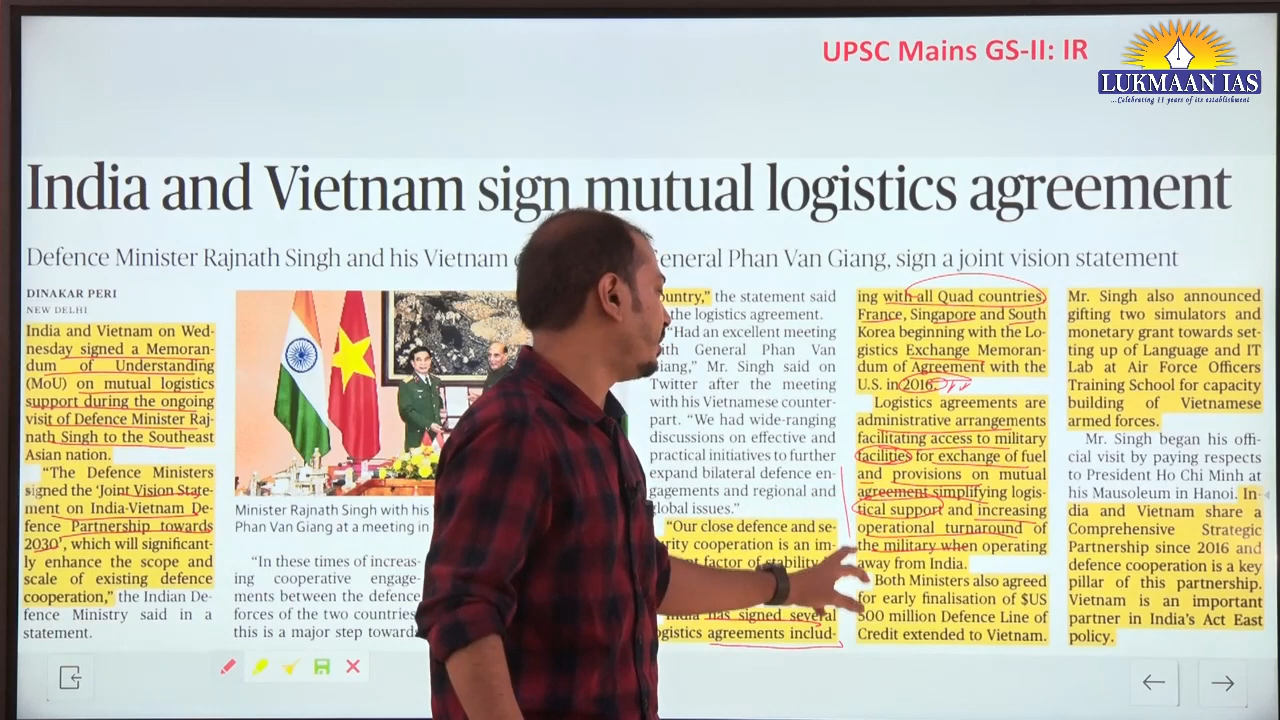 UPSC Mains GS-II: IR
LUKMAAN IAS
...Celebrating 11 years of its establishment
India and Vietnam sign mutual logistics agreement
Defence Minister Rajnath Singh and his Vietnam
eneral Phan Van Giang, sign a joint vision statement
DINAKAR PERI
NEW DELHI
India and Vietnam on Wed-
nesday signed a Memoran-
dum of Understanding
(MoU) on mutual logistics
support during the ongoing
visit of Defence Minister Raj-
nath Singh to the Southeast
Asian nation.
"The Defence Ministers
signed the 'Joint Vision State-
ment on India-Vietnam De-
fence Partnership towards
2030', which will significant-
ly enhance the scope and
scale of existing defence
cooperation," the Indian De-
fence Ministry said in a
statement.
Minister Rajnath Singh with his
Phan Van Giang at a meeting in
"In these times of increas-
ing cooperative engage-
ments between the defence
forces of the two countries
this is a major step towards
ountry," the statement said
the logistics agreement.
"Had an excellent meeting
ith General Phan Van
iang," Mr. Singh said on
Twitter after the meeting
with his Vietnamese counter-
part. "We had wide-ranging
discussions on effective and
practical initiatives to further
expand bilateral defence en-
gagements and regional and
global issues."
"Our close defence and se-
rity cooperation is an im-
t factor of stability
India has signed several
logistics agreements includ-
ing with all Quad countries,
France, Singapore and South
Korea beginning with the Lo-
gistics Exchange Memoran-
dum of Agreement with the
U.S. in 2016.
Logistics agreements are
administrative arrangements
facilitating access to military
facilities for exchange of fuel
and provisions on mutual
agreement simplifying logis-
tical support and increasing
operational turnaround of
the military when operating
away from India.
Both Ministers also agreed
for early finalisation of $US
500 million Defence Line of
Credit extended to Vietnam.
Mr. Singh also announced
gifting two simulators and
monetary grant towards set-
ting up of Language and IT
Lab at Air Force Officers
Training School for capacity
building of Vietnamese
armed forces.
Mr. Singh began his offi-
cial visit by paying respects
to President Ho Chi Minh at
his Mausoleum in Hanoi. In-
dia and Vietnam share a
Comprehensive Strategic
Partnership since 2016 and
defence cooperation is a key
pillar of this partnership.
Vietnam is an important
partner in India's Act East
policy.